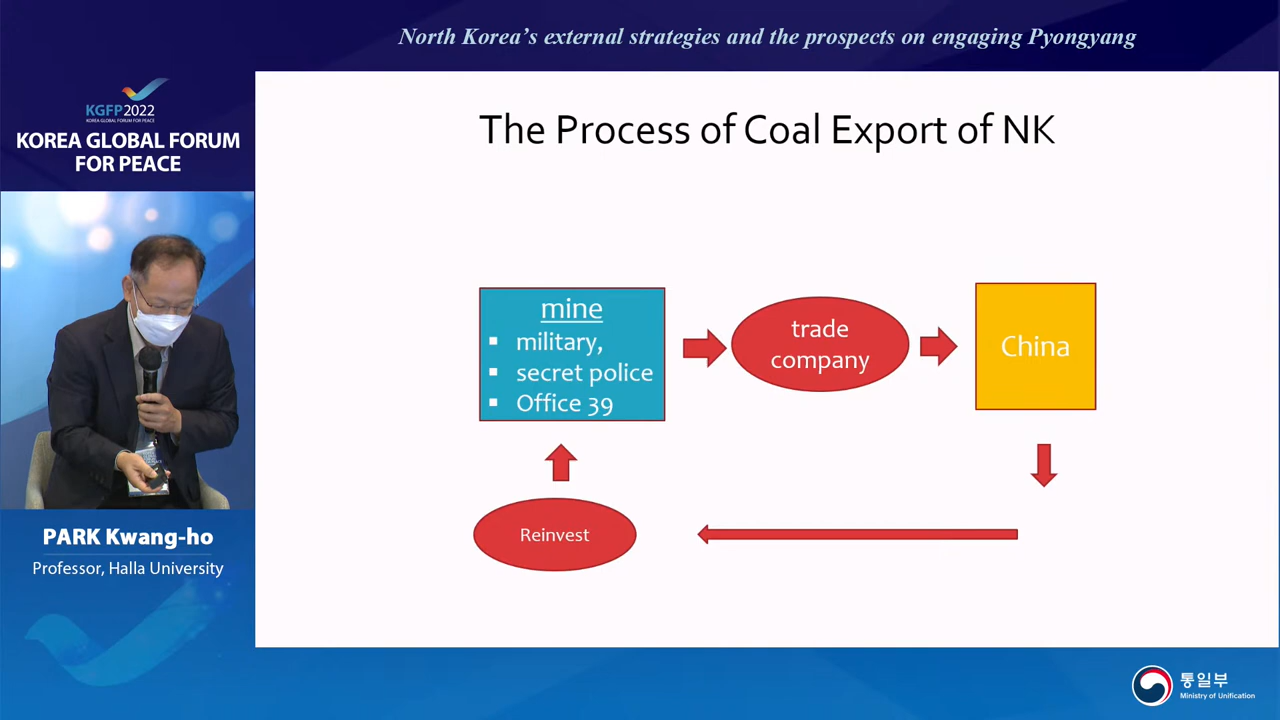 North Korea's external strategies and the prospects on engaging Pyongyang
KGFP2022
KOREA GLOBAL FORUM FOR PEACE
KOREA GLOBAL FORUM
FOR PEACE
The Process of Coal Export of NK
mine
▪ military,
▪ secret police
▪ Office 39
trade
company
China
Reinvest
PARK Kwang-ho
Professor, Halla University
통일부
Ministry of Unification